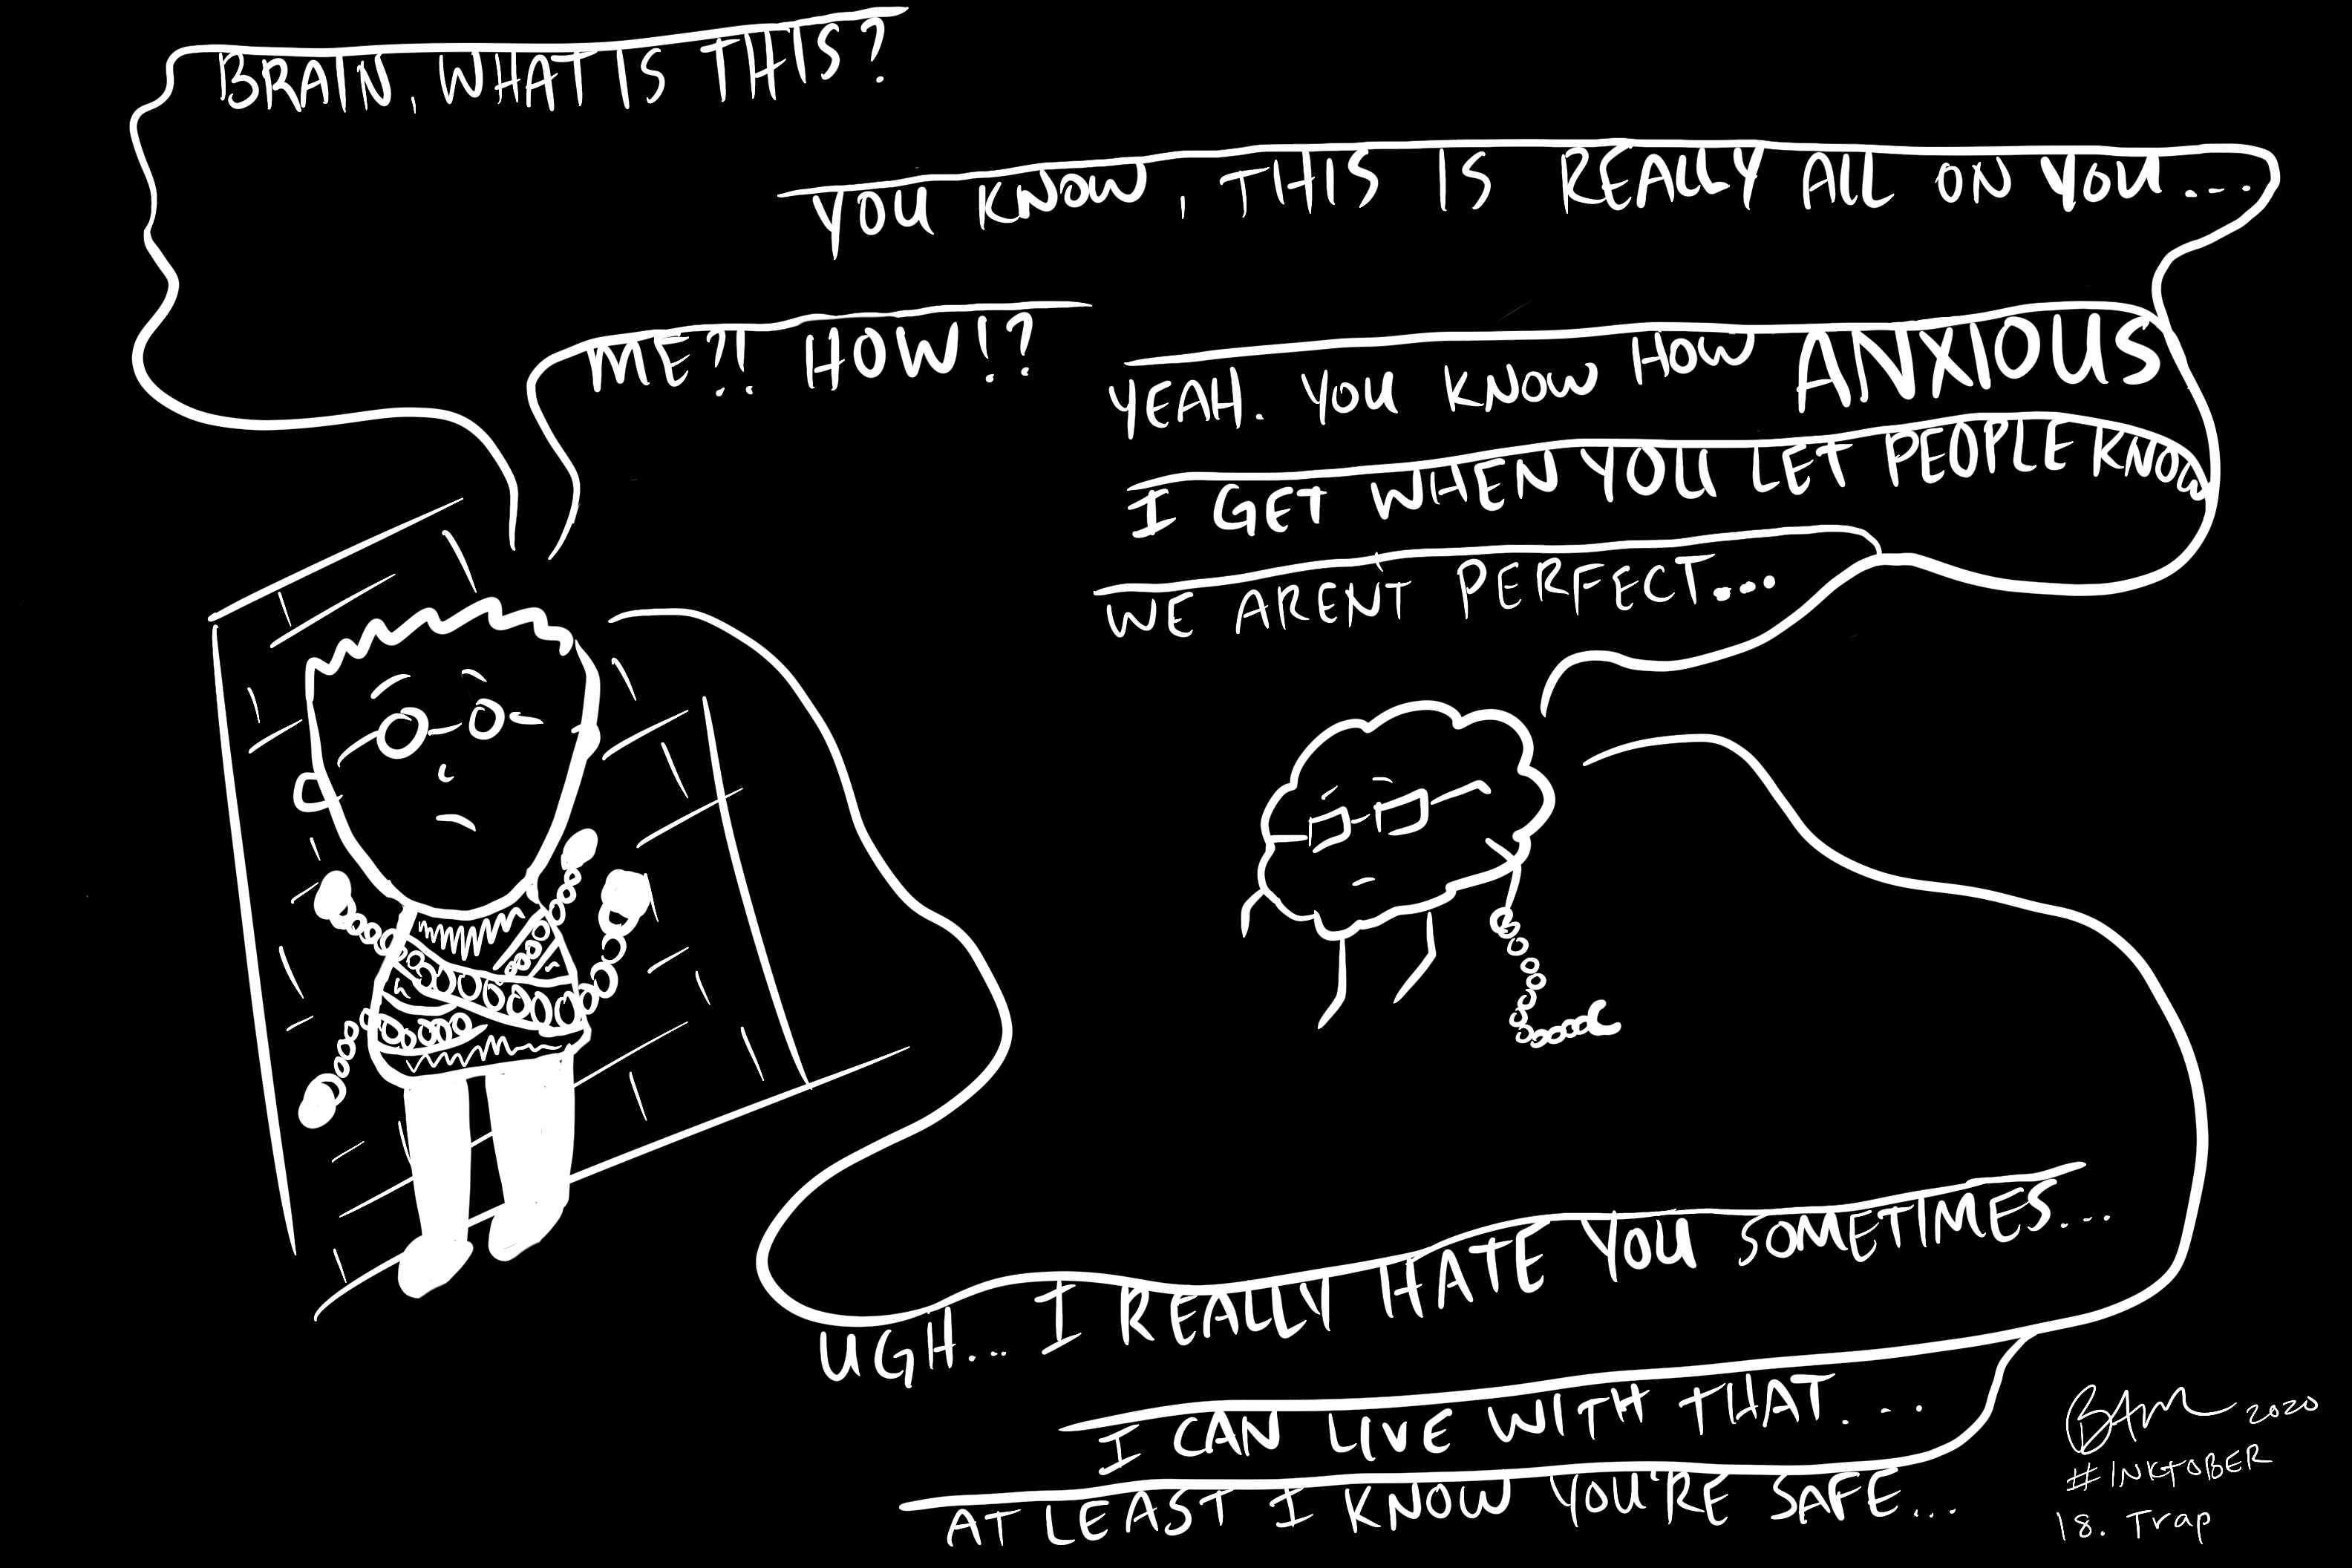 BRAIN, WHAT IS THIS?
YOU KNOW, THIS IS REALLY ALL ON YOU...
ME?! HOW!?
YEAH. YOU KNOW HOW ANXIOUS
I GET WHEN YOU LET PEOPLE KNOW
WE ARENT PERFECT...
UGH... I REALLY HATE YOU SOMETIMES...
I CAN LIVE WITH THAT...
AT LEAST I KNOW YOU'RE SAFE...
2020
#INKTOBER
18. Trap